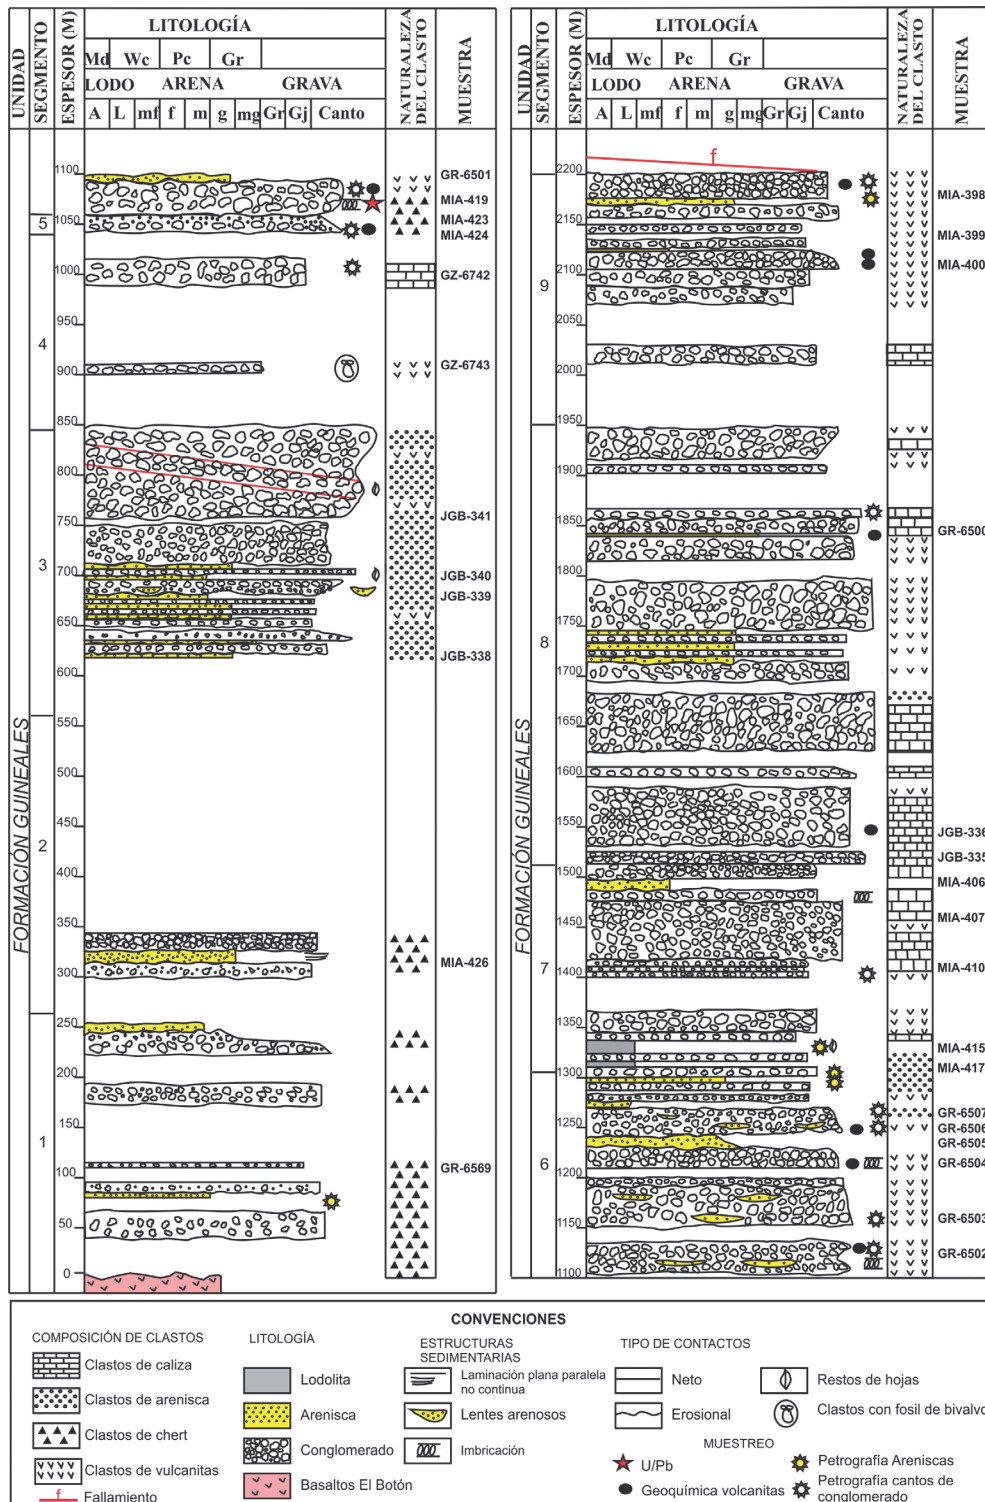 LITOLOGÍA
UNIDAD
SEGMENTO
ESPESOR (M)
Md Wc Pc Gr
LODO ARENA GRAVA
A L mf f m g mg Gr Gj Canto
NATURALEZA
DEL CLASTO
MUESTRA
FORMACIÓN GUINEALES
5
4
3
2
1
1100
1050
1000
950
900
850
800
750
700
650
600
550
500
450
400
350
300
250
200
150
100
50
0
GR-6501
MIA-419
MIA-423
MIA-424
GZ-6742
GZ-6743
JGB-341
JGB-340
JGB-339
JGB-338
MIA-426
GR-6569
LITOLOGÍA
UNIDAD
SEGMENTO
ESPESOR (M)
Md Wc Pc Gr
LODO ARENA GRAVA
A L mf f m g mg Gr Gj Canto
NATURALEZA
DEL CLASTO
MUESTRA
FORMACIÓN GUINEALES
f
9
8
7
6
2200
2150
2100
2050
2000
1950
1900
1850
1800
1750
1700
1650
1600
1550
1500
1450
1400
1350
1300
1250
1200
1150
1100
MIA-398
MIA-399
MIA-400
GR-6500
JGB-336
JGB-335
MIA-406
MIA-407
MIA-410
MIA-415
MIA-417
GR-6507
GR-6506
GR-6505
GR-6504
GR-6503
GR-6502
CONVENCIONES
COMPOSICIÓN DE CLASTOS
Clastos de caliza
Clastos de arenisca
Clastos de chert
Clastos de vulcanitas
f Fallamiento
LITOLOGÍA
Lodolita
Arenisca
Conglomerado
Basaltos El Botón
ESTRUCTURAS
SEDIMENTARIAS
Laminación plana paralela
no continua
Lentes arenosos
Imbricación
TIPO DE CONTACTOS
Neto
Erosional
Restos de hojas
Clastos con fosil de bivalvo
MUESTREO
U/Pb
Geoquímica volcanitas
Petrografía Areniscas
Petrografía cantos de
conglomerado